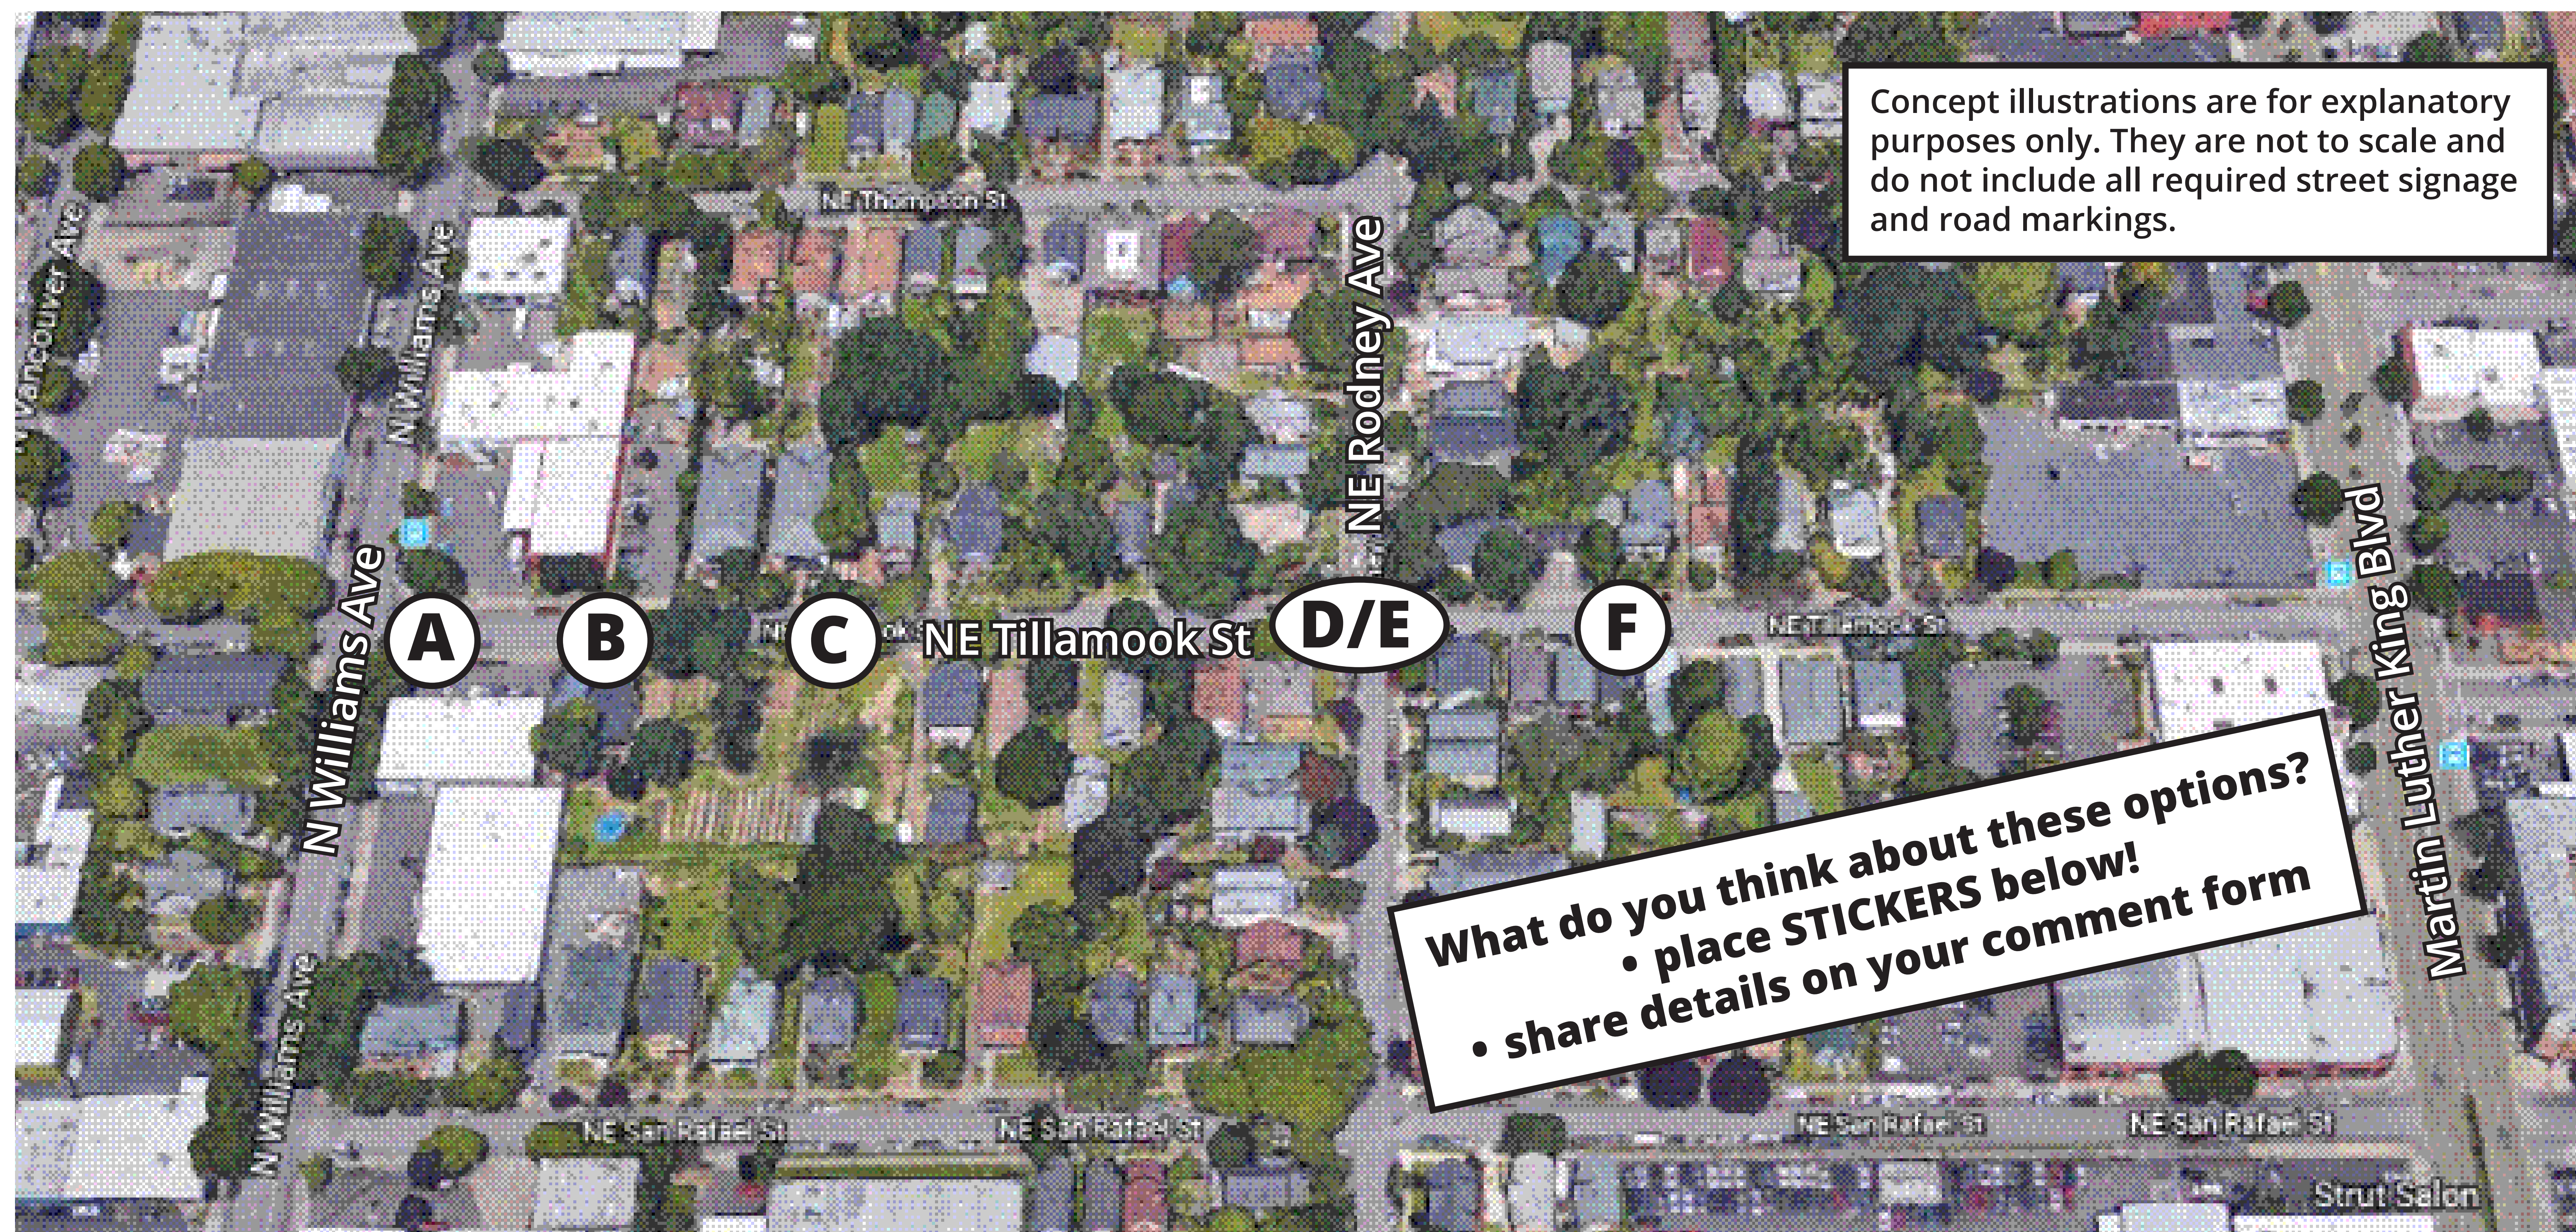 Concept illustrations are for explanatory
purposes only. They are not to scale and
do not include all required street signage
and road markings.
NE Thompson St
Vancouver Ave
N Williams Ave
NE Rodney Ave
N Williams Ave
A
B
C
NE Tillamook St
D/E
F
NE Tillamook St
Martin Luther King Blvd
What do you think about these options?
• place STICKERS below!
• share details on your comment form
N Williams Ave
NE San Rafael St
NE San Rafael St
NE San Rafael St
NE San Rafael St
Strut Salon